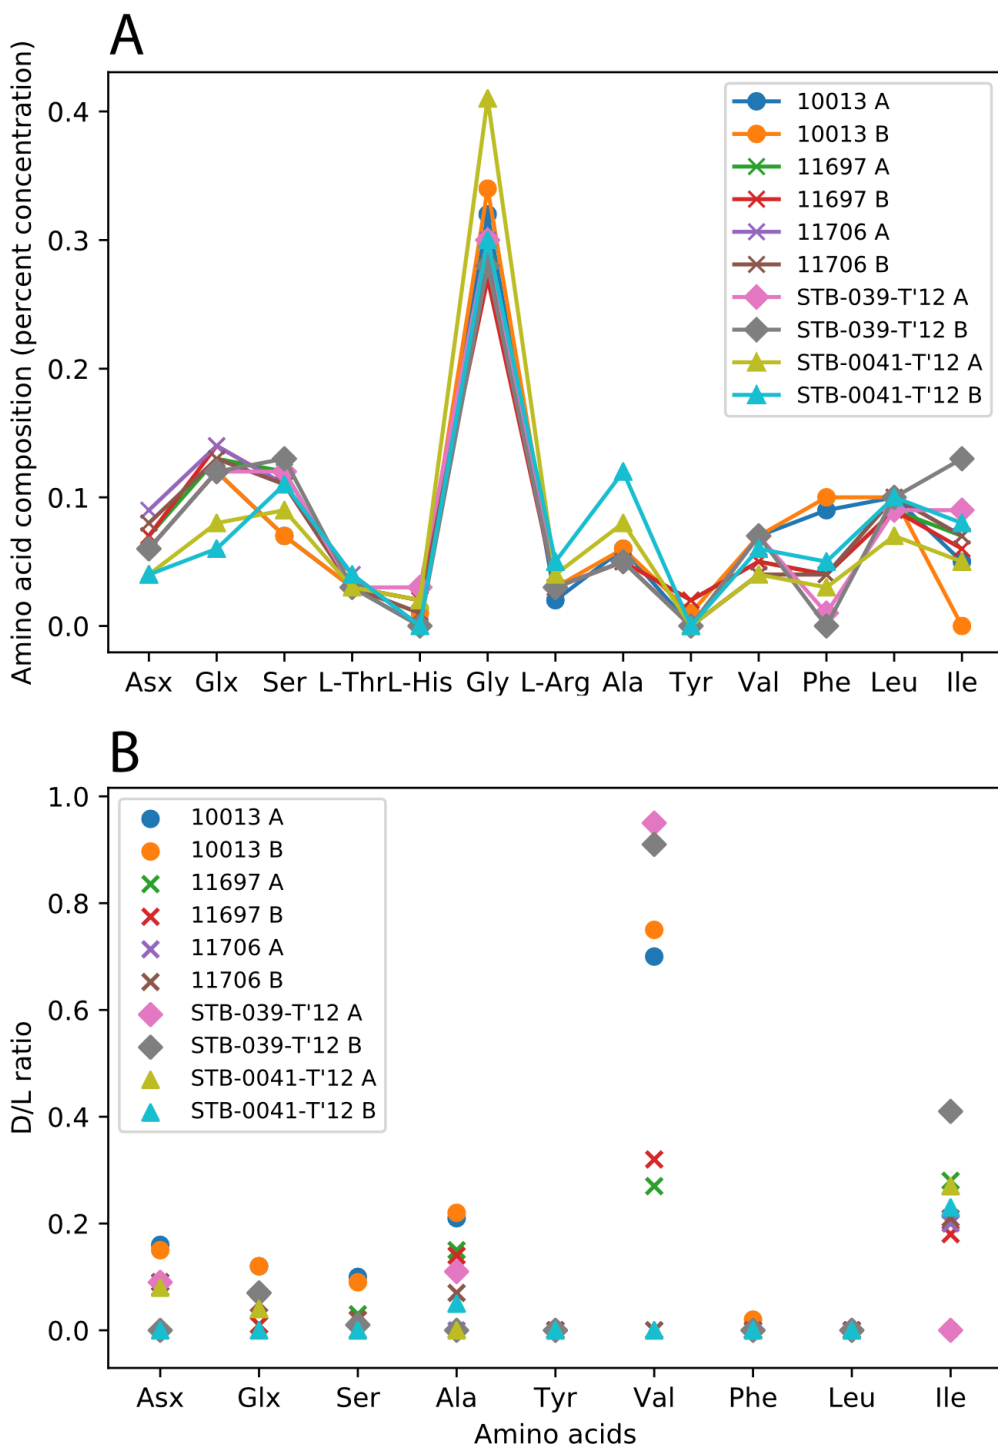 A
Amino acid composition (percent concentration)
0.4
0.3
0.2
0.1
0.0
10013 A
10013 B
11697 A
11697 B
11706 A
11706 B
STB-039-T'12 A
STB-039-T'12 B
STB-0041-T'12 A
STB-0041-T'12 B
Asx Glx Ser L-Thr L-His Gly L-Arg Ala Tyr Val Phe Leu Ile
B
D/L ratio
1.0
0.8
0.6
0.4
0.2
0.0
10013 A
10013 B
11697 A
11697 B
11706 A
11706 B
STB-039-T'12 A
STB-039-T'12 B
STB-0041-T'12 A
STB-0041-T'12 B
Asx Glx Ser Ala Tyr Val Phe Leu Ile
Amino acids